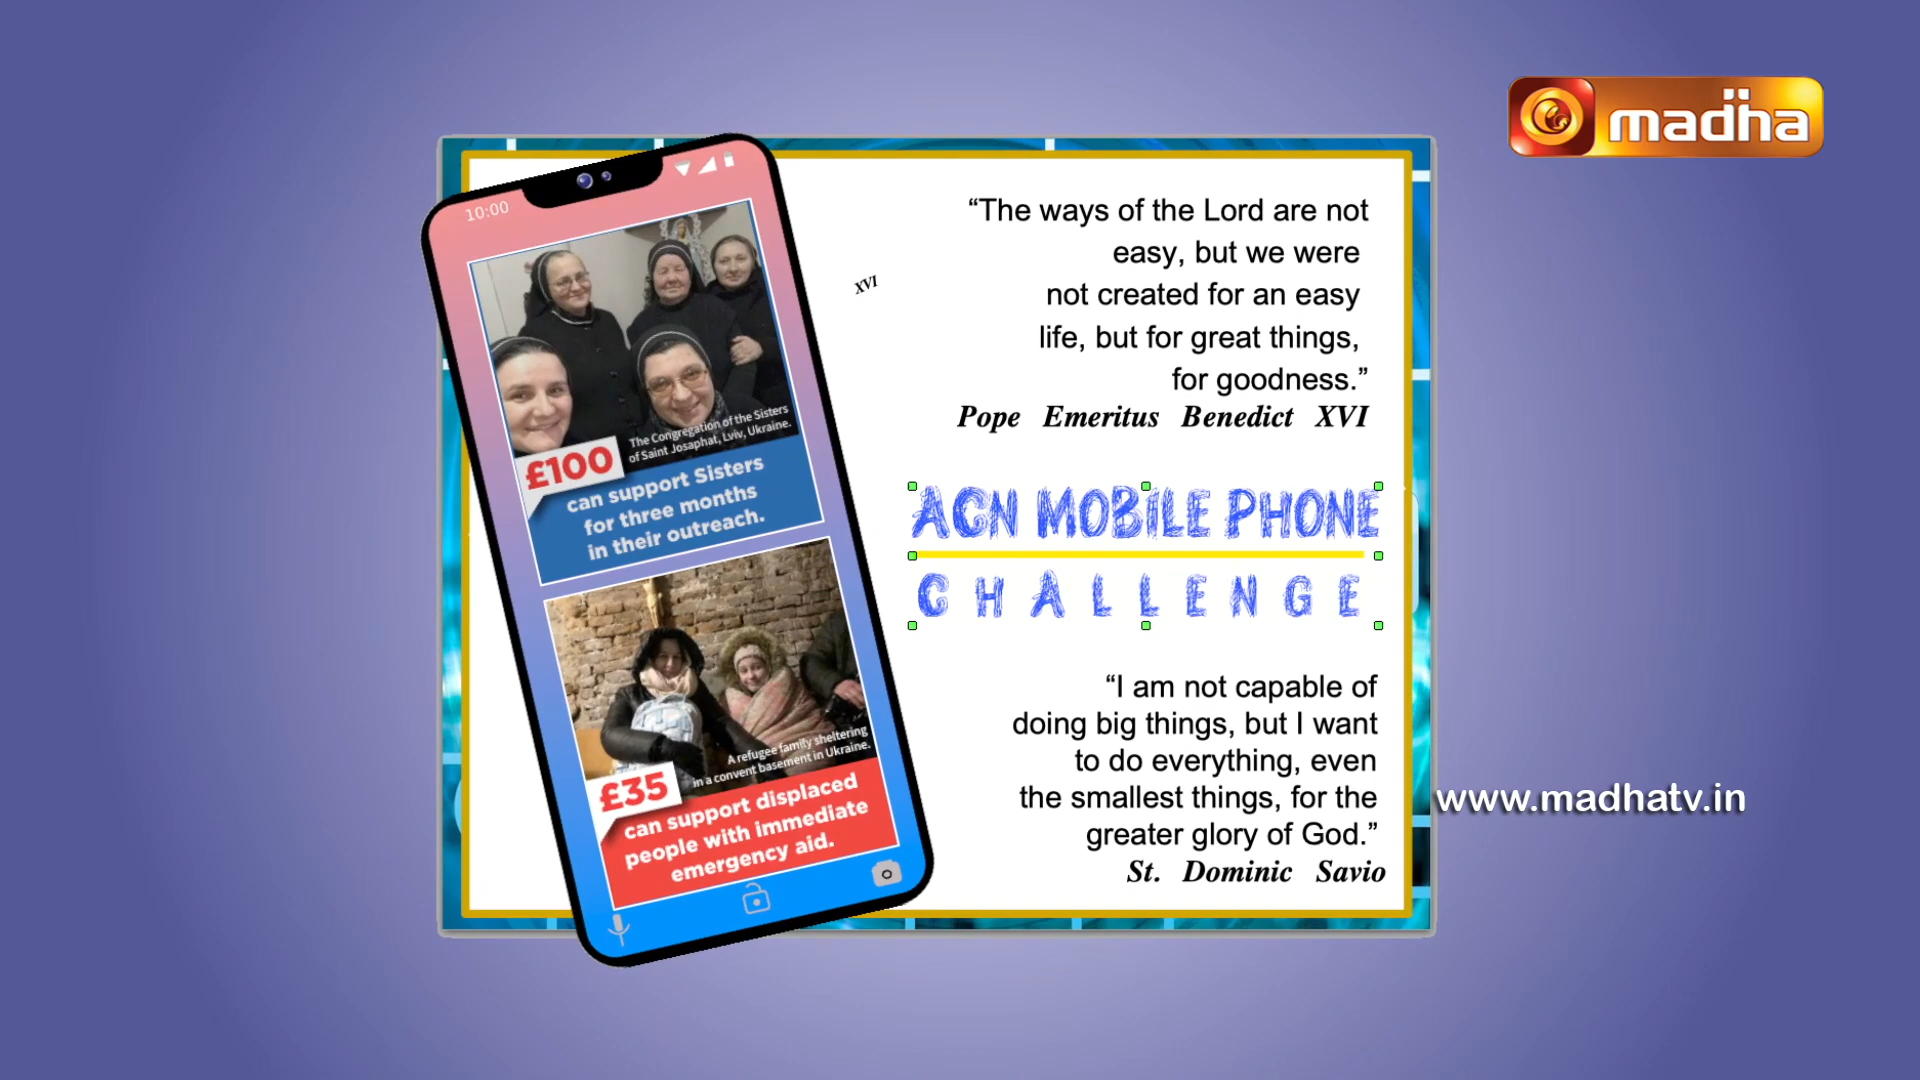 madha
10:00
The Congregation of the Sisters
of Saint Josaphat, Lviv, Ukraine.
£100
can support Sisters
for three months
in their outreach.
A refugee family sheltering
in a convent basement in Ukraine.
£35
can support displaced
people with immediate
emergency aid.
XVI
“The ways of the Lord are not
easy, but we were
not created for an easy
life, but for great things,
for goodness.”
Pope Emeritus Benedict XVI
ACN MOBILE PHONE
CHALLENGE
“I am not capable of
doing big things, but I want
to do everything, even
the smallest things, for the
greater glory of God.”
St. Dominic Savio
www.madhatv.in